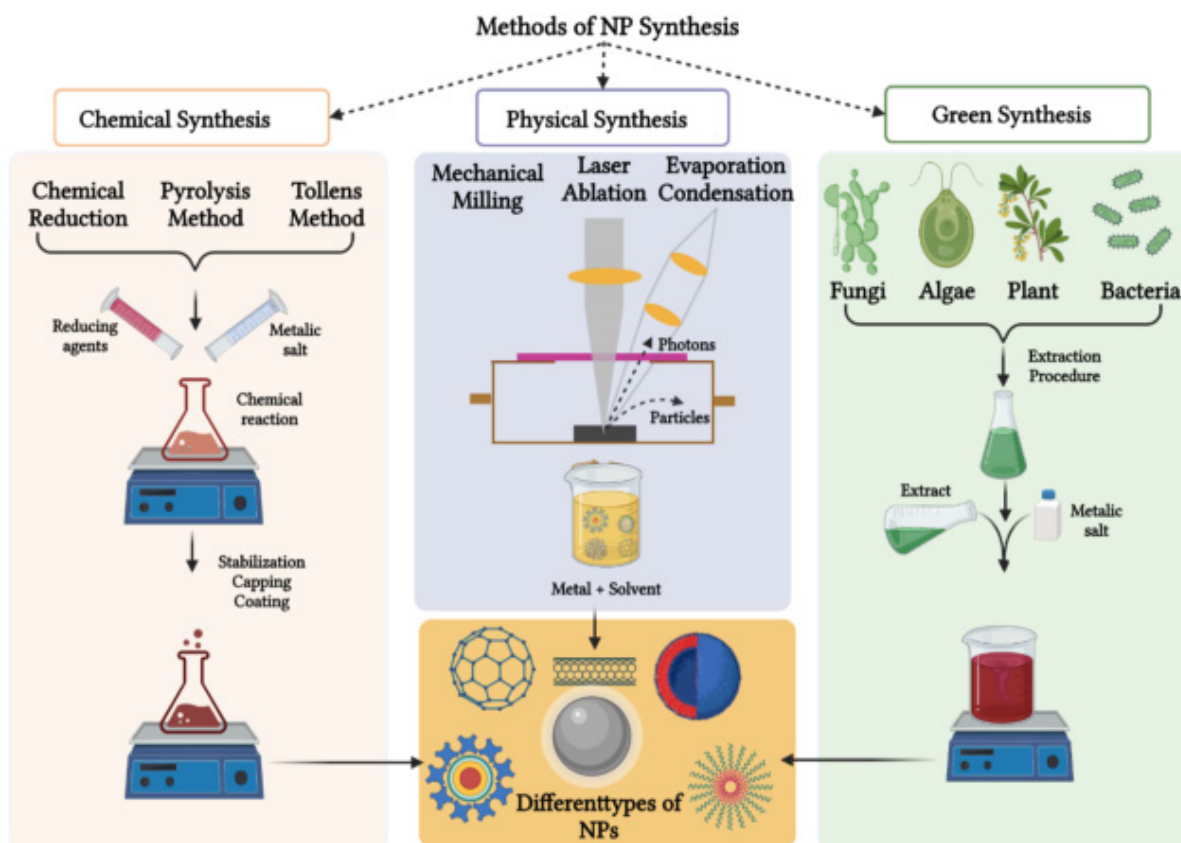 Methods of NP Synthesis
Chemical Synthesis
Chemical
Reduction
Pyrolysis
Method
Tollens
Method
Reducing
agents
Metalic
salt
Chemical
reaction
Stabilization
Capping
Coating
Physical Synthesis
Mechanical
Milling
Laser
Ablation
Evaporation
Condensation
Photons
Particles
Metal + Solvent
Green Synthesis
Fungi
Algae
Plant
Bacteria
Extraction
Procedure
Extract
Metalic
salt
Differenttypes of
NPs